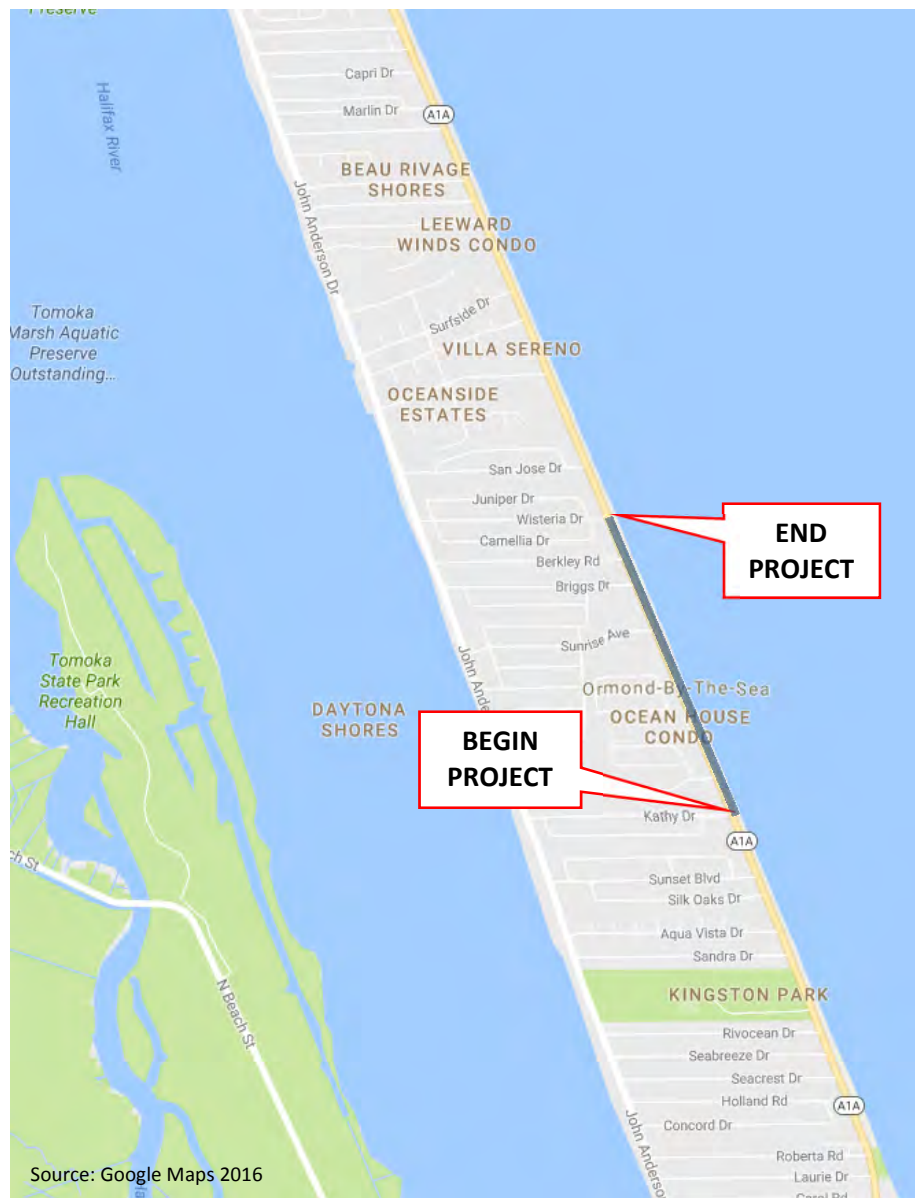 Preserve
Halifax River
Capri Dr
Marlin Dr
A1A
BEAU RIVAGE
SHORES
John Anderson Dr
LEEWARD
WINDS CONDO
Tomoka
Marsh Aquatic
Preserve
Outstanding...
Surfside Dr
VILLA SERENO
OCEANSIDE
ESTATES
San Jose Dr
Juniper Dr
Wisteria Dr
Camellia Dr
Berkley Rd
Briggs Dr
END
PROJECT
Sunrise Ave
John And
Tomoka
State Park
Recreation
Hall
Ormond-By-The-Sea
DAYTONA
SHORES
OCEAN HOUSE
CONDO
BEGIN
PROJECT
Kathy Dr
A1A
ch St
Sunset Blvd
Silk Oaks Dr
Aqua Vista Dr
Sandra Dr
N Beach St
KINGSTON PARK
Rivocean Dr
Seabreeze Dr
Seacrest Dr
Holland Rd
A1A
Concord Dr
John Anderson
Roberta Rd
Laurie Dr
Carol Rd
Source: Google Maps 2016